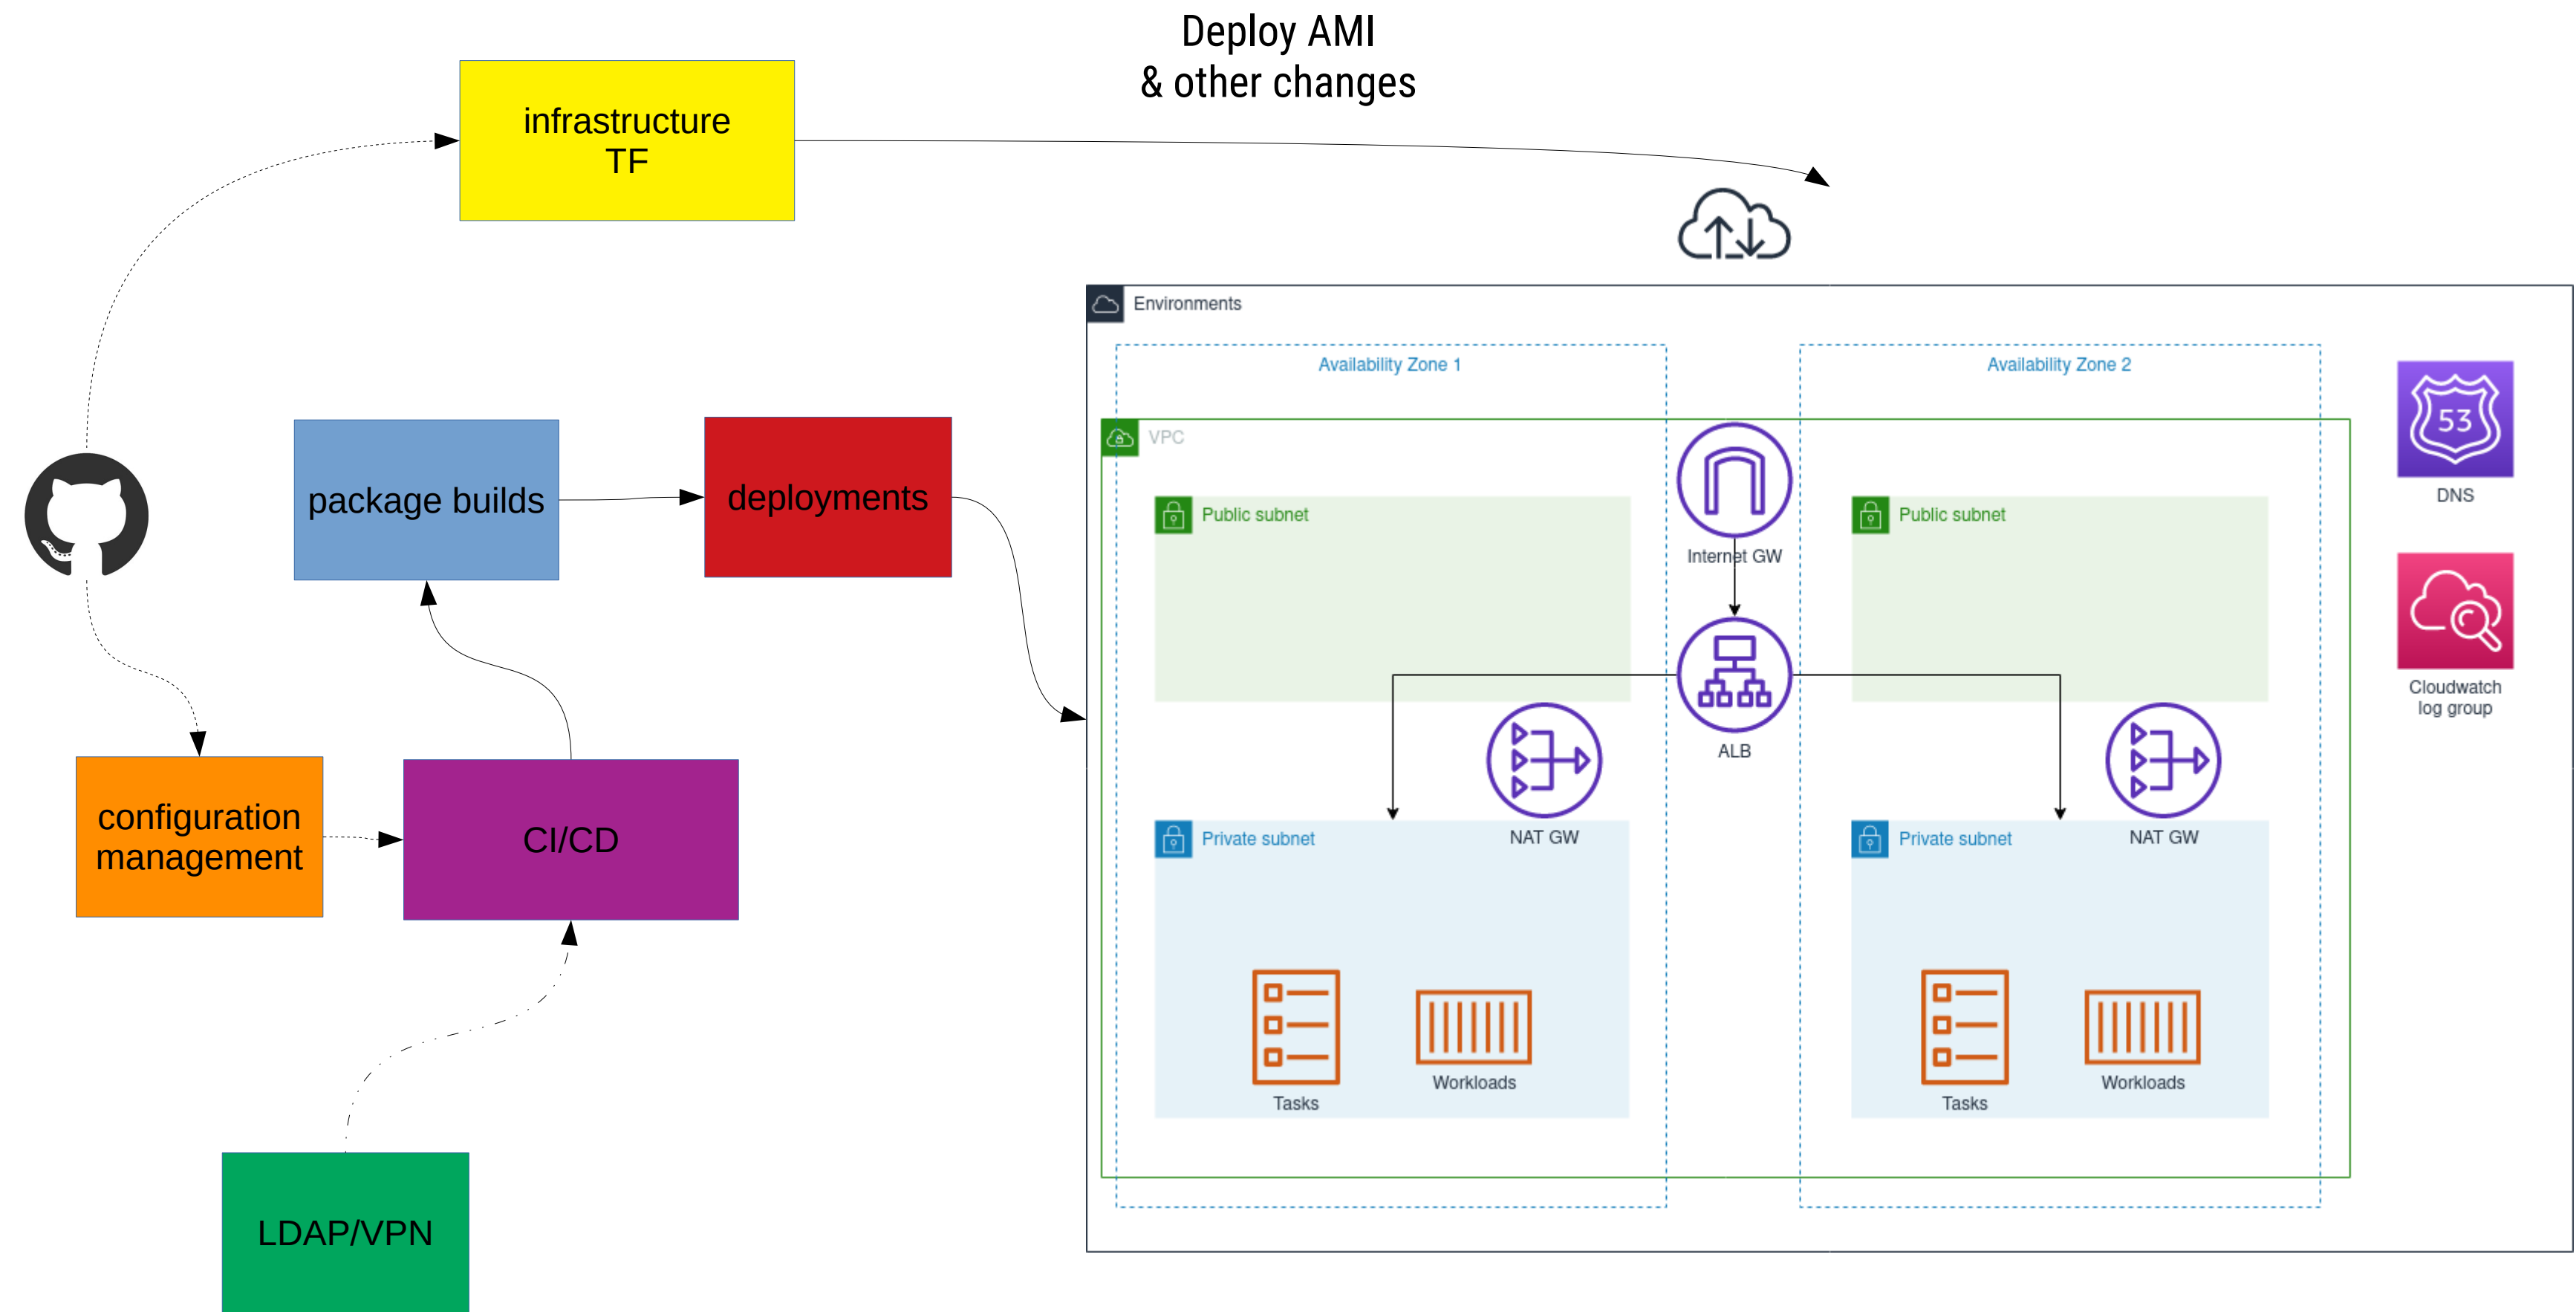 Deploy AMI
& other changes
infrastructure
TF
package builds
deployments
configuration
management
CI/CD
LDAP/VPN
Environments
Availability Zone 1
Availability Zone 2
VPC
Public subnet
Internet GW
Public subnet
ALB
Private subnet
NAT GW
Private subnet
NAT GW
Tasks
Workloads
Tasks
Workloads
53
DNS
Cloudwatch
log group